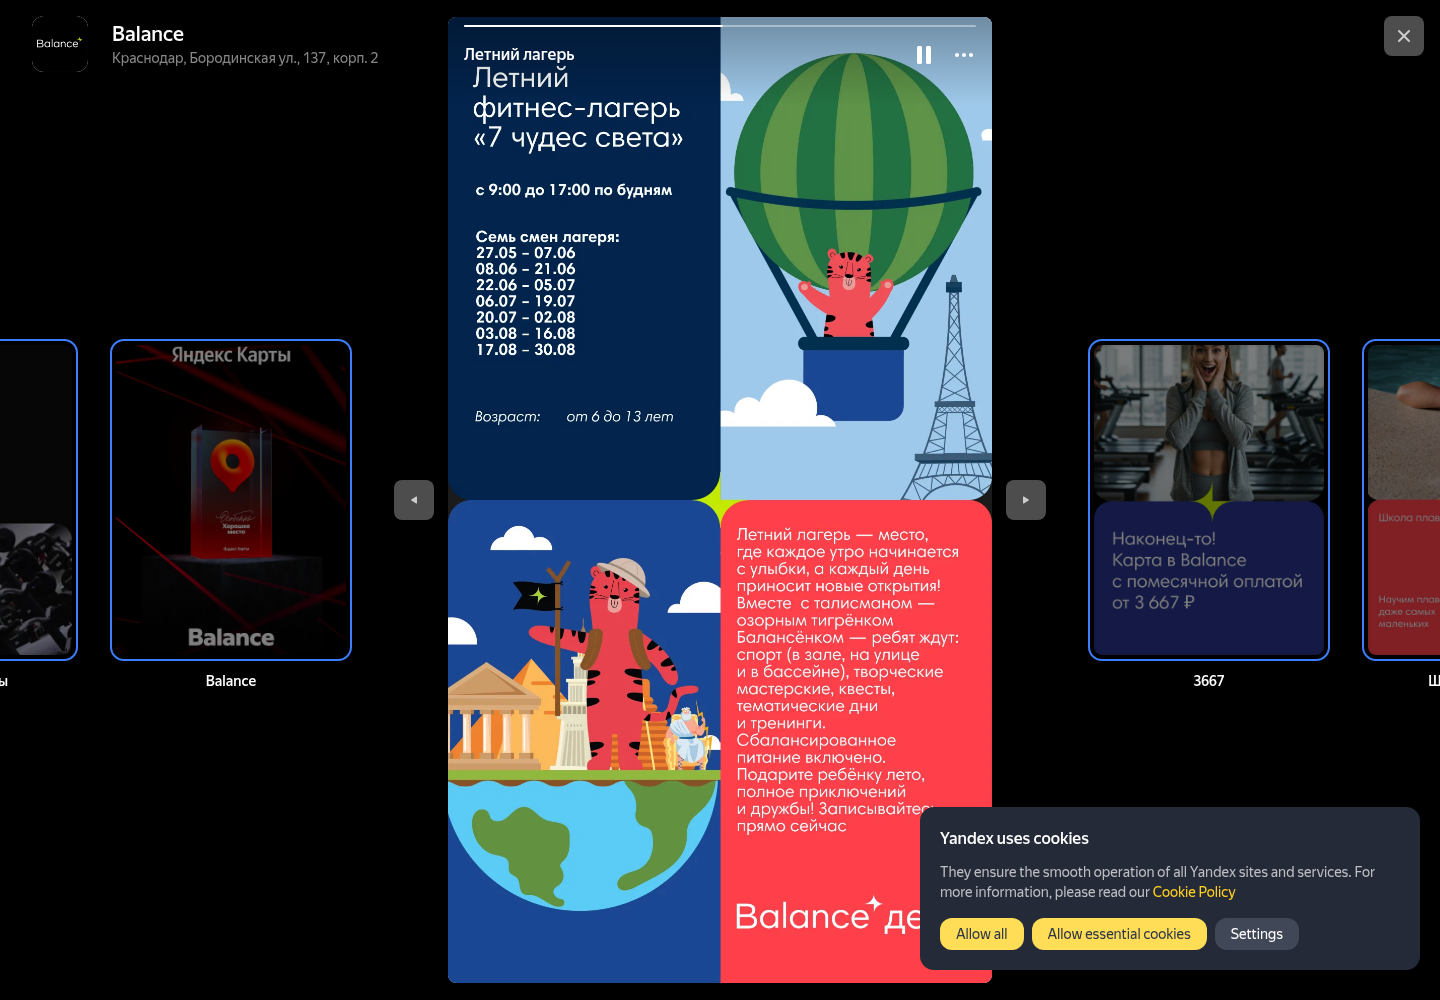 Balance
Balance
Краснодар, Бородинская ул., 137, корп. 2
Летний лагерь
Летний
фитнес-лагерь
«7 чудес света»
с 9:00 до 17:00 по будням
Семь смен лагеря:
27.05 – 07.06
08.06 – 21.06
22.06 – 05.07
06.07 – 19.07
20.07 – 02.08
03.08 – 16.08
17.08 – 30.08
Возраст: от 6 до 13 лет
Летний лагерь — место,
где каждое утро начинается
с улыбки, а каждый день
приносит новые открытия!
Вместе с талисманом —
озорным тигрёнком
Балансёнком — ребят ждут:
спорт (в зале, на улице
и в бассейне), творческие
мастерские, квесты,
тематические дни
и тренинги.
Сбалансированное
питание включено.
Подарите ребёнку лето,
полное приключений
и дружбы! Записывайтесь
прямо сейчас
Balance де
ы
Яндекс Карты
Хорошее
место
Яндекс Карты
Balance
Balance
Наконец-то!
Карта в Balance
с помесячной оплатой
от 3 667 ₽
3667
Школа плав
Научим плав
даже самых
маленьких
Ш
Yandex uses cookies
They ensure the smooth operation of all Yandex sites and services. For
more information, please read our Cookie Policy
Allow all
Allow essential cookies
Settings